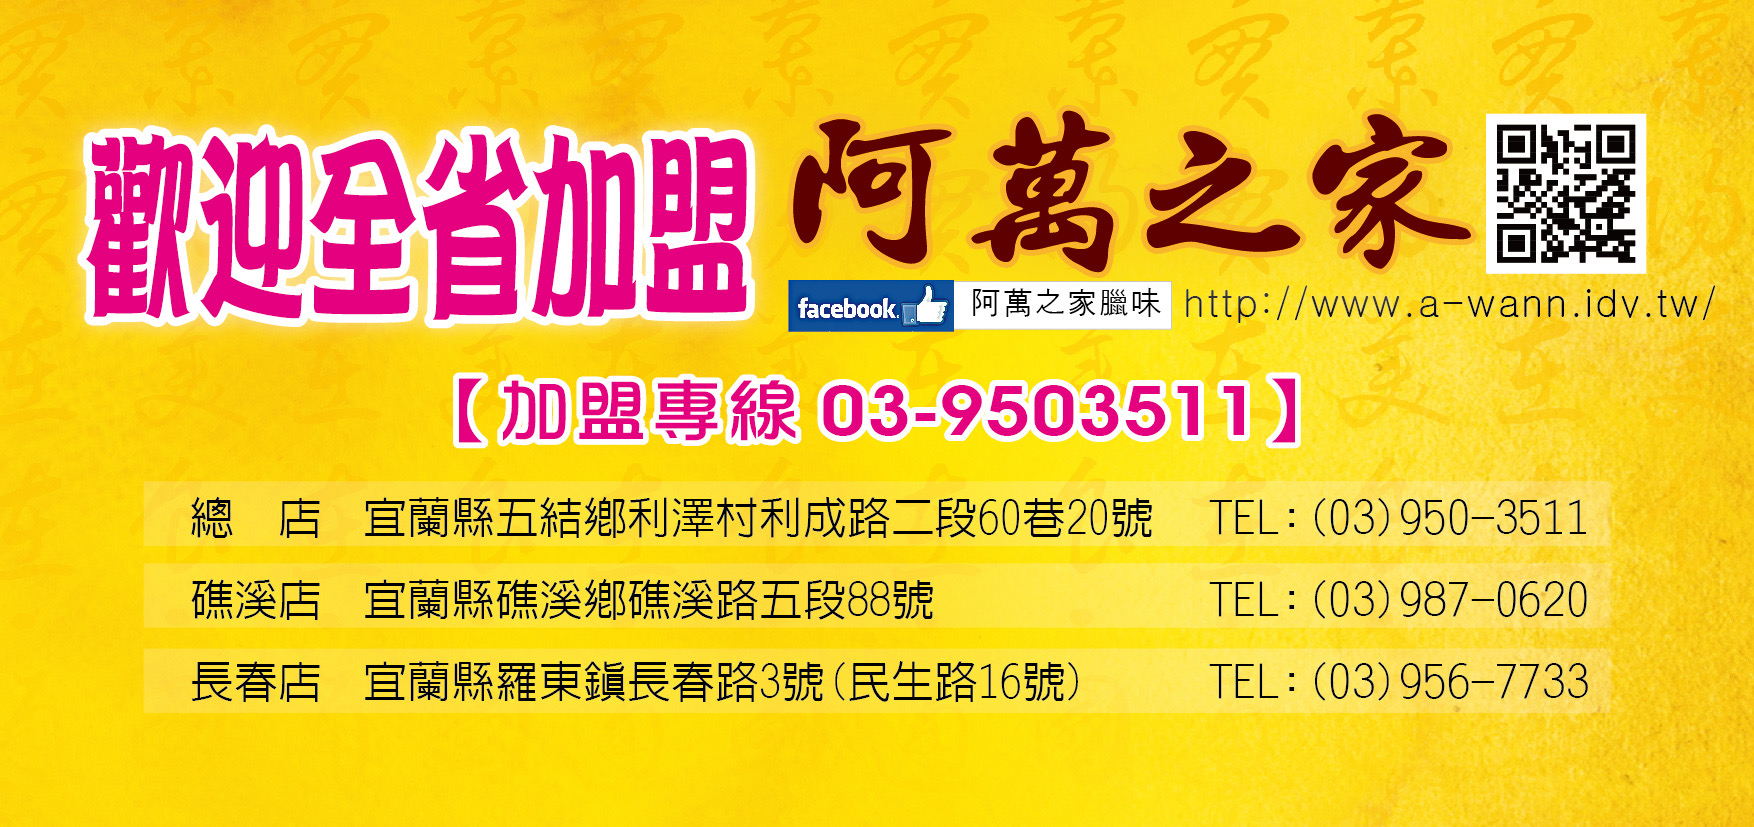 歡迎全省加盟
阿萬之家
facebook. 阿萬之家臘味 http://www.a-wann.idv.tw/
【加盟專線 03-9503511】
總 店 宜蘭縣五結鄉利澤村利成路二段60巷20號 TEL:(03)950-3511
礁溪店 宜蘭縣礁溪鄉礁溪路五段88號 TEL:(03)987-0620
長春店 宜蘭縣羅東鎮長春路3號(民生路16號) TEL:(03)956-7733